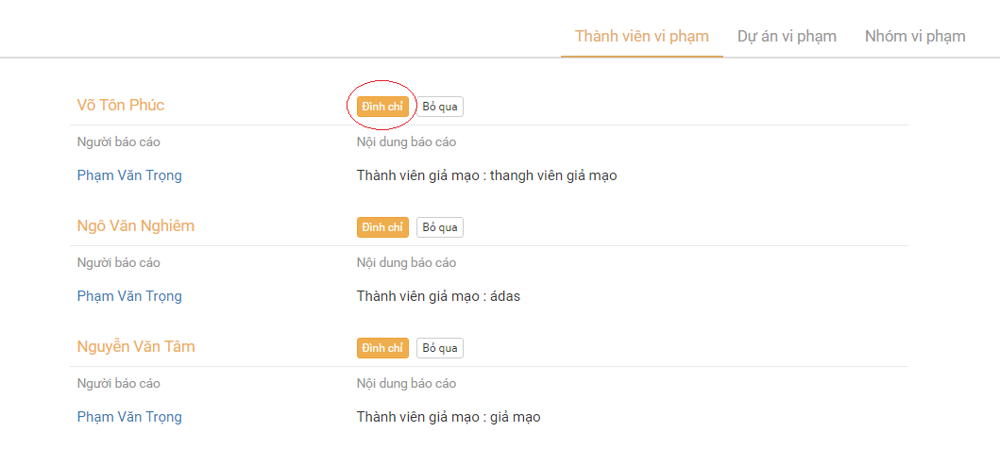 Thành viên vi phạm Dự án vi phạm Nhóm vi phạm
Võ Tôn Phúc Đình chỉ Bỏ qua
Người báo cáo Nội dung báo cáo
Phạm Văn Trọng Thành viên giả mạo : thangh viên giả mạo
Ngô Văn Nghiêm Đình chỉ Bỏ qua
Người báo cáo Nội dung báo cáo
Phạm Văn Trọng Thành viên giả mạo : ádas
Nguyễn Văn Tâm Đình chỉ Bỏ qua
Người báo cáo Nội dung báo cáo
Phạm Văn Trọng Thành viên giả mạo : giả mạo